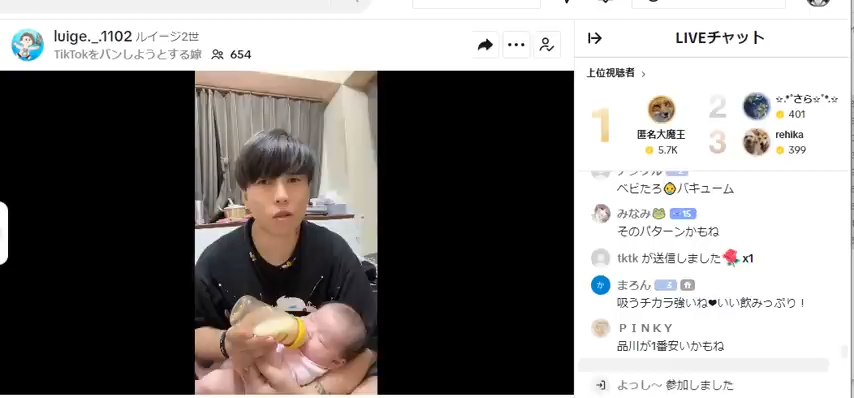 luige._.1102 ルイージ2世
TikTokをバンしようとする嫁 654
LIVEチャット
上位視聴者
1
匿名大魔王
5.7K
2
☆.*˚さら☆˚*.☆
401
3
rehika
399
ベビたろ👶バキューム
みなみ🐸 15
そのパターンかもね
tktk が送信しました🌹x1
か まろん
吸うチカラ強いね❤いい飲みっぷり！
ＰＩＮＫＹ
品川が1番安いかもね
よっし〜 参加しました